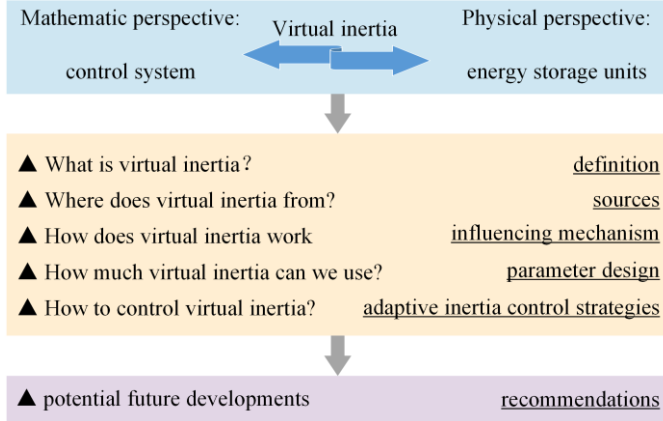 Mathematic perspective:
Virtual inertia
Physical perspective:
control system
energy storage units
▲ What is virtual inertia? definition
▲ Where does virtual inertia from? sources
▲ How does virtual inertia work influencing mechanism
▲ How much virtual inertia can we use? parameter design
▲ How to control virtual inertia? adaptive inertia control strategies
▲ potential future developments recommendations